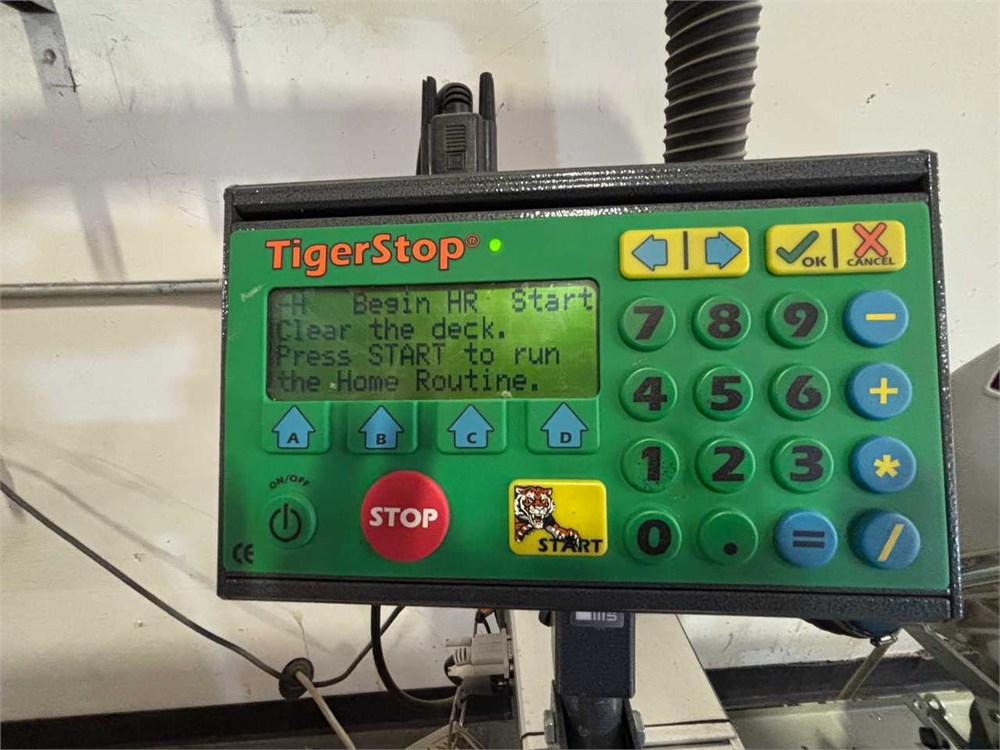 TigerStop®
OK
CANCEL
-H Begin HR Start
Clear the deck.
Press START to run
the Home Routine.
7 8 9 -
4 5 6 +
1 2 3 *
0 . = /
A B C D
ON/OFF
STOP
START
CE